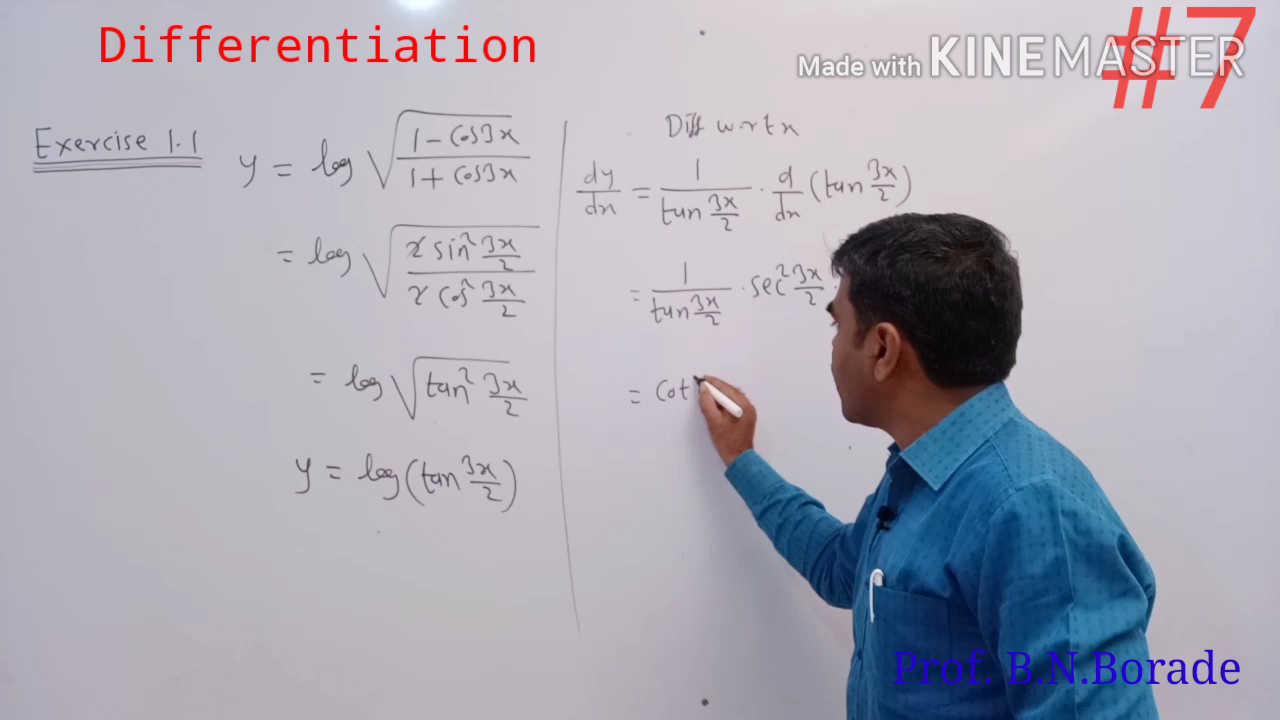 Differentiation
#7
Made with KINEMASTER
Exercise 1.1
y = log √((1 - cos3x)/(1 + cos3x))
= log √((2 sin² 3x/2)/(2 cos² 3x/2))
= log √(tan² 3x/2)
y = log(tan 3x/2)
Diff w.r.t x
dy/dx = 1/(tan 3x/2) · d/dx (tan 3x/2)
= 1/(tan 3x/2) · sec² 3x/2
= cot
Prof. B.N.Borade